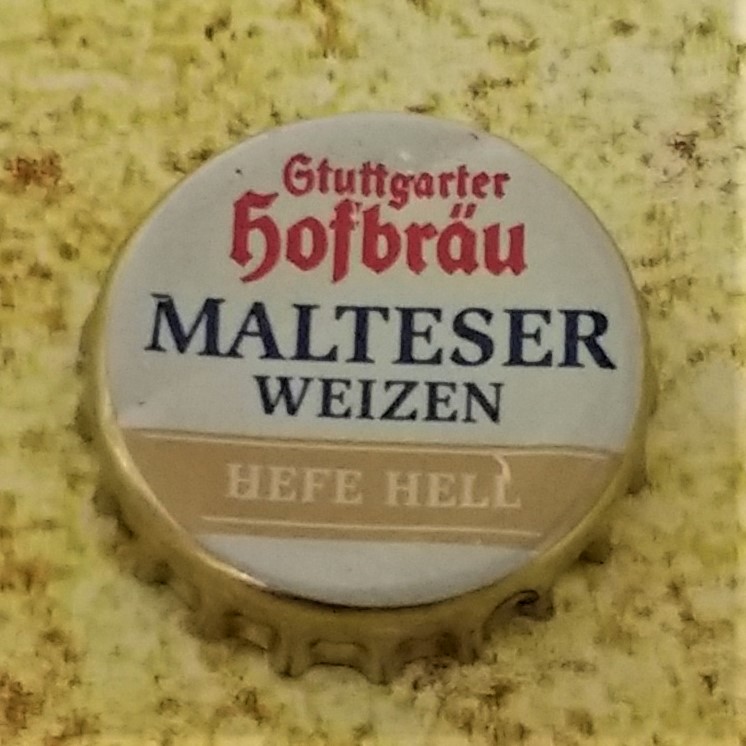 Stuttgarter
Hofbräu
MALTESER
WEIZEN
HEFE HELL